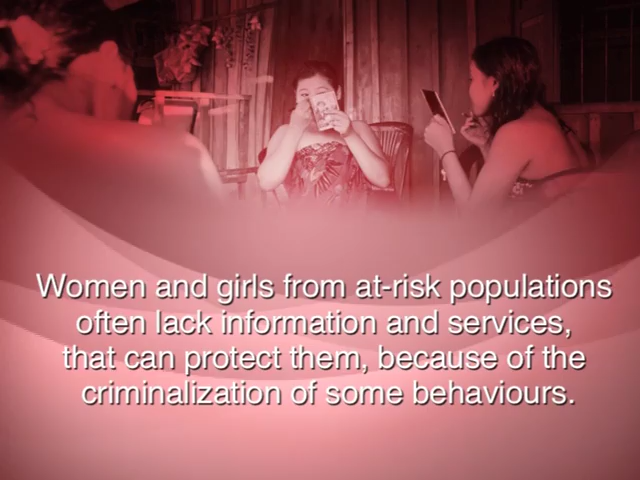 Women and girls from at-risk populations
often lack information and services,
that can protect them, because of the
criminalization of some behaviours.